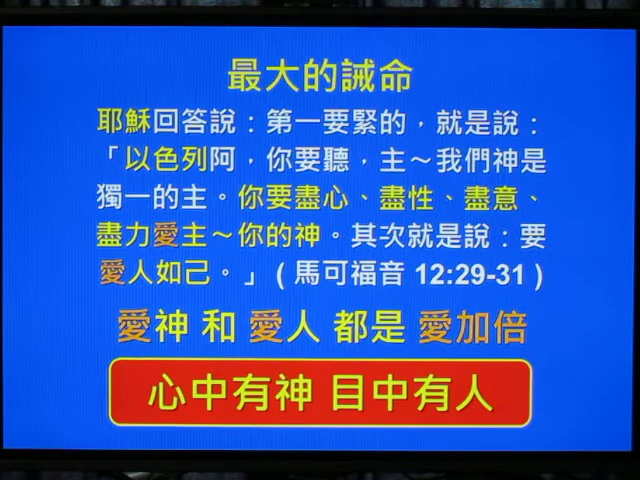 最大的誡命
耶穌回答說：第一要緊的，就是說：
「以色列阿，你要聽，主～我們神是
獨一的主。你要盡心、盡性、盡意、
盡力愛主～你的神。其次就是說：要
愛人如己。」( 馬可福音 12:29-31 )
愛神 和 愛人 都是 愛加倍
心中有神 目中有人